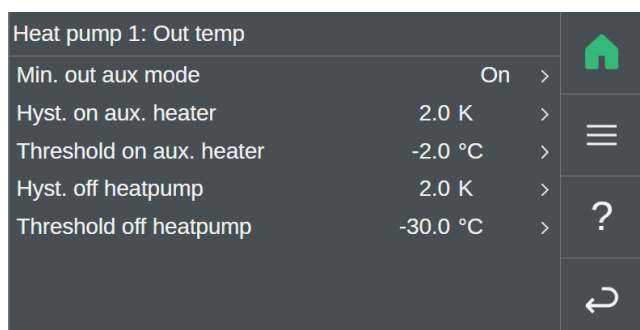 Heat pump 1: Out temp
Min. out aux mode On >
Hyst. on aux. heater 2.0 K >
Threshold on aux. heater -2.0 °C >
Hyst. off heatpump 2.0 K >
Threshold off heatpump -30.0 °C >
?